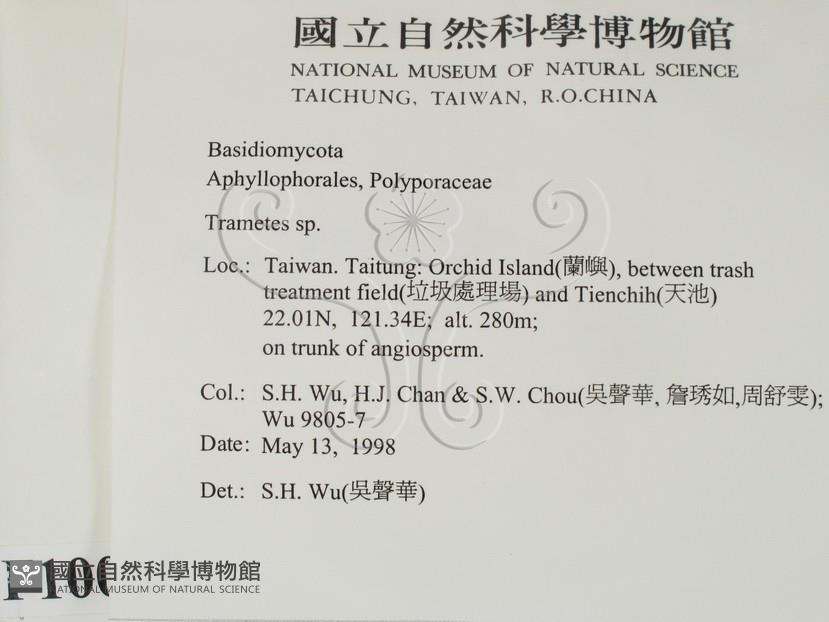 國立自然科學博物館
NATIONAL MUSEUM OF NATURAL SCIENCE
TAICHUNG, TAIWAN, R.O.CHINA
Basidiomycota
Aphyllophorales, Polyporaceae
Trametes sp.
Loc.: Taiwan. Taitung: Orchid Island(蘭嶼), between trash
treatment field(垃圾處理場) and Tienchih(天池)
22.01N, 121.34E; alt. 280m;
on trunk of angiosperm.
Col.: S.H. Wu, H.J. Chan & S.W. Chou(吳聲華, 詹琇如,周舒雯);
Wu 9805-7
Date: May 13, 1998
Det.: S.H. Wu(吳聲華)
國立自然科學博物館
NATIONAL MUSEUM OF NATURAL SCIENCE